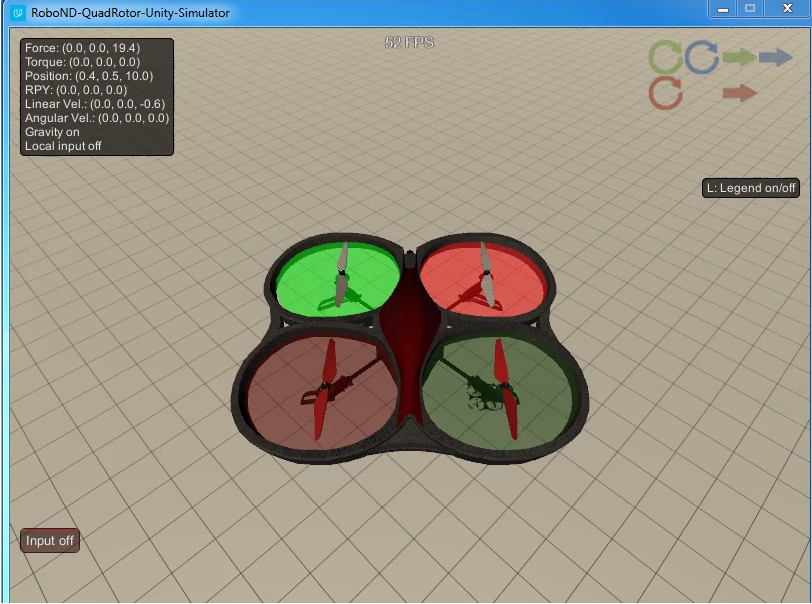 RoboND-QuadRotor-Unity-Simulator
52 FPS
Force: (0.0, 0.0, 19.4)
Torque: (0.0, 0.0, 0.0)
Position: (0.4, 0.5, 10.0)
RPY: (0.0, 0.0, 0.0)
Linear Vel.: (0.0, 0.0, -0.6)
Angular Vel.: (0.0, 0.0, 0.0)
Gravity on
Local input off
L: Legend on/off
Input off